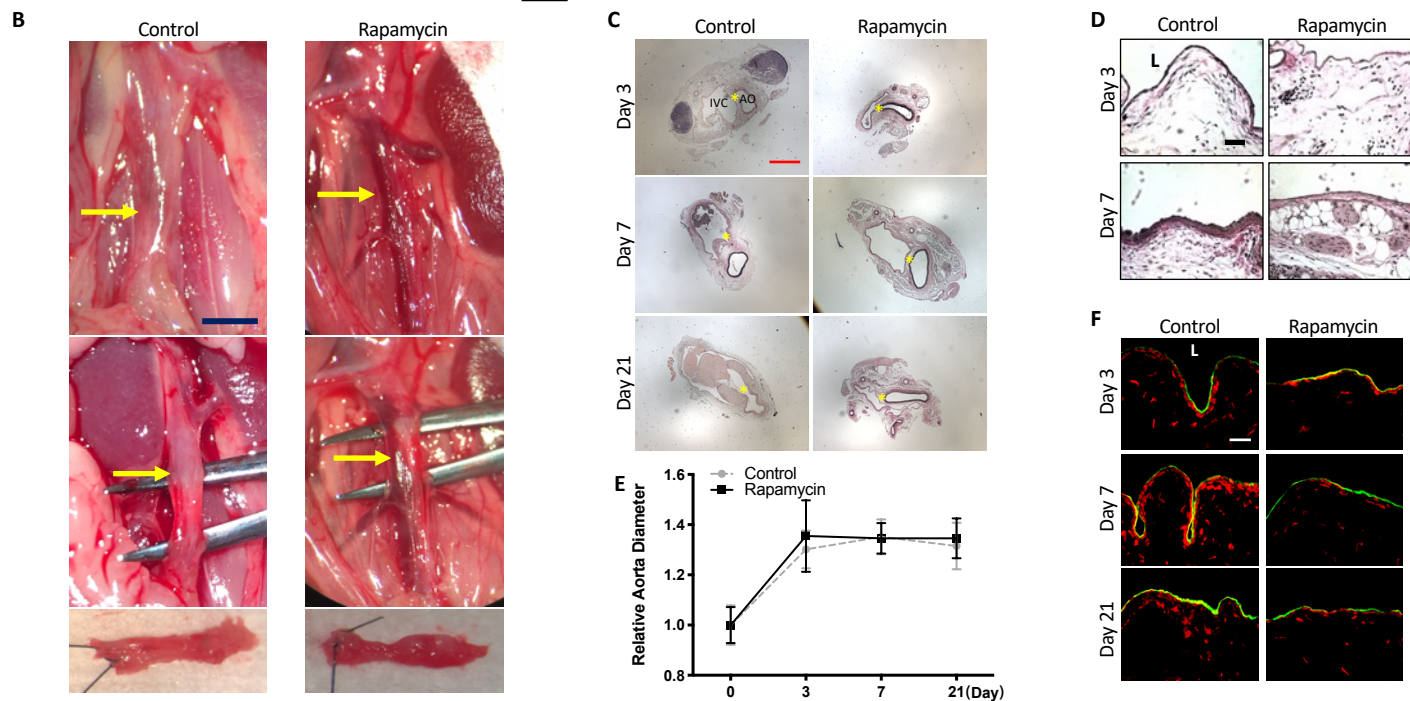 B
Control
Rapamycin
C
Control
Rapamycin
Day 3
IVC
AO
*
*
Day 7
*
*
Day 21
*
*
D
Control
Rapamycin
Day 3
L
Day 7
E
Control
Rapamycin
Relative Aorta Diameter
1.6
1.4
1.2
1.0
0.8
0
3
7
21(Day)
F
Control
Rapamycin
L
Day 3
Day 7
Day 21